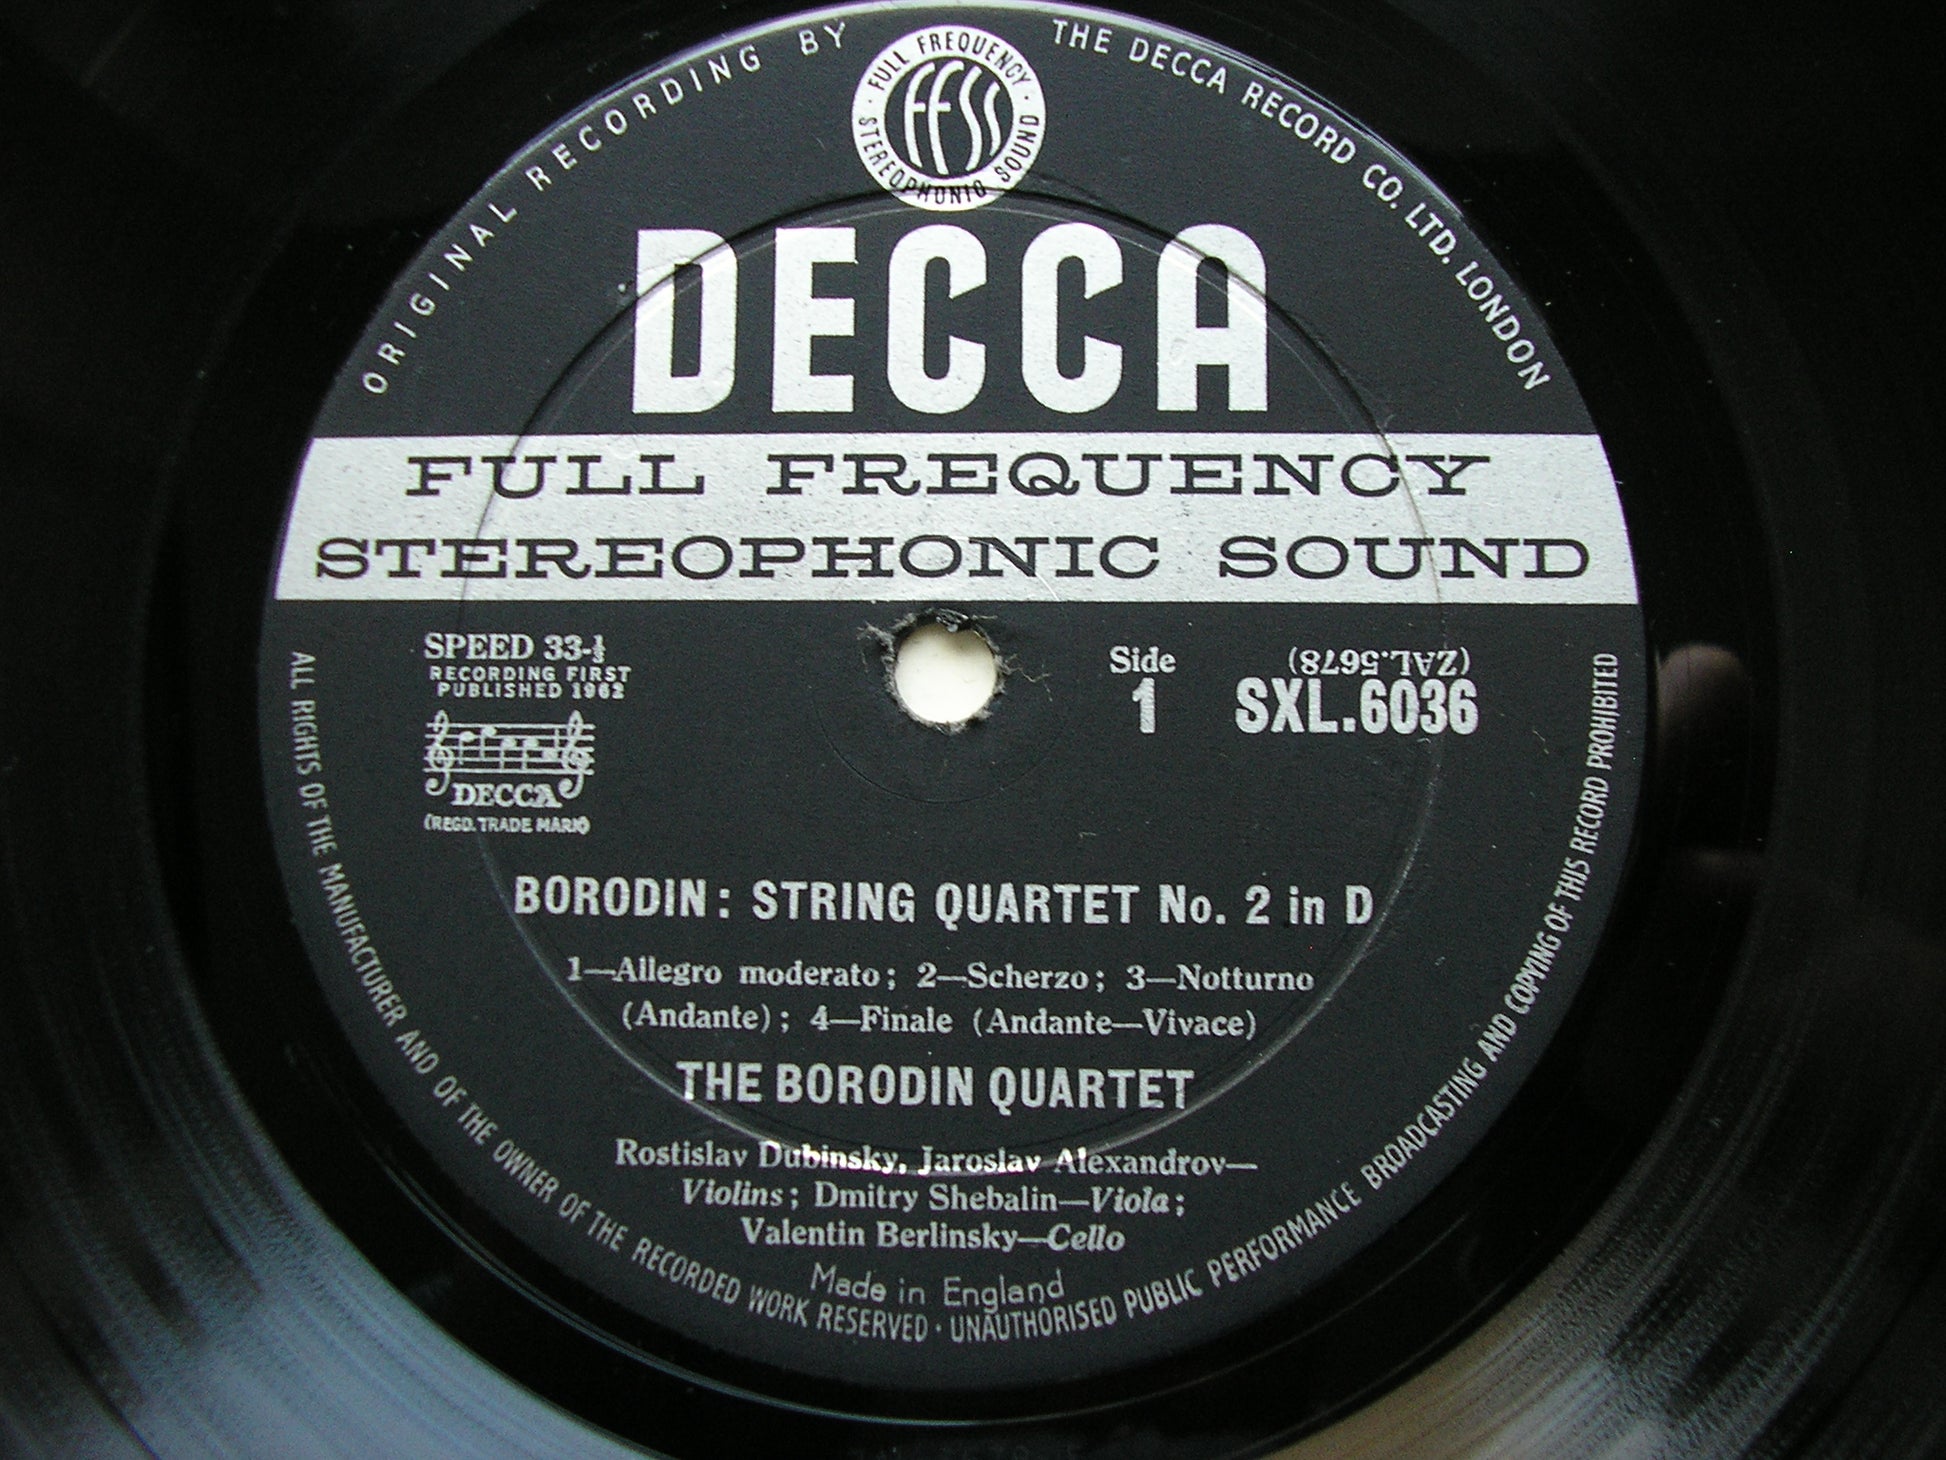 ORIGINAL RECORDING BY THE DECCA RECORD CO. LTD. LONDON
FULL FREQUENCY · STEREOPHONIC SOUND ·
FFSS
DECCA
FULL FREQUENCY
STEREOPHONIC SOUND
SPEED 33-⅓
RECORDING FIRST
PUBLISHED 1962
DECCA
(REGD. TRADE MARK)
Side
1
(ZAL.5678)
SXL.6036
BORODIN: STRING QUARTET No. 2 in D
1—Allegro moderato; 2—Scherzo; 3—Notturno
(Andante); 4—Finale (Andante—Vivace)
THE BORODIN QUARTET
Rostislav Dubinsky, Jaroslav Alexandrov—
Violins; Dmitry Shebalin—Viola;
Valentin Berlinsky—Cello
Made in England
ALL RIGHTS OF THE MANUFACTURER AND OF THE OWNER OF THE RECORDED WORK RESERVED · UNAUTHORISED PUBLIC PERFORMANCE BROADCASTING AND COPYING OF THIS RECORD PROHIBITED